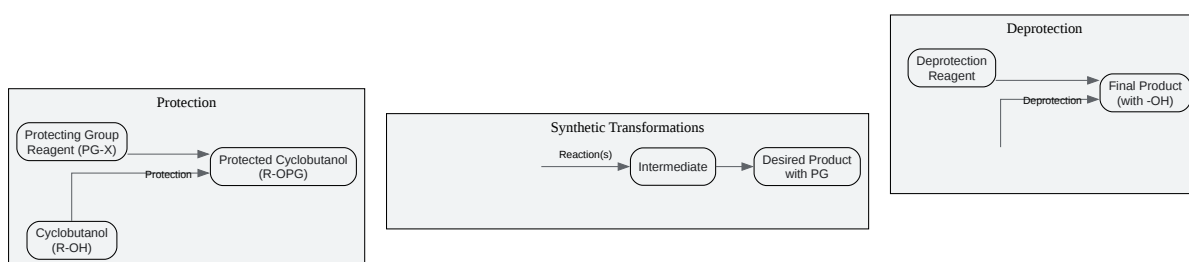 Protection
Protecting Group
Reagent (PG-X)
Protected Cyclobutanol
(R-OPG)
Protection
Cyclobutanol
(R-OH)
Synthetic Transformations
Reaction(s)
Intermediate
Desired Product
with PG
Deprotection
Deprotection
Reagent
Final Product
(with -OH)
Deprotection